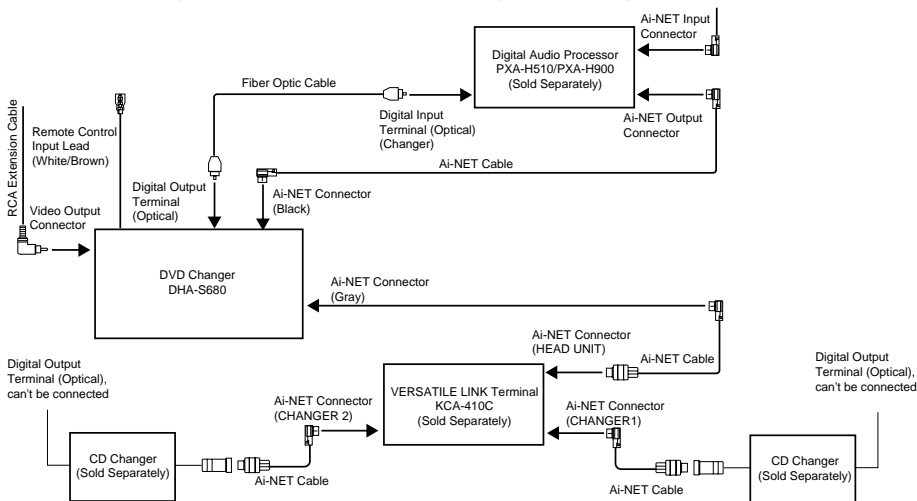 Ai-NET Input
Connector
Digital Audio Processor
PXA-H510/PXA-H900
(Sold Separately)
Fiber Optic Cable
Digital Input
Terminal (Optical)
(Changer)
Ai-NET Output
Connector
RCA Extension Cable
Remote Control
Input Lead
(White/Brown)
Ai-NET Cable
Digital Output
Terminal
(Optical)
Ai-NET Connector
(Black)
Video Output
Connector
DVD Changer
DHA-S680
Ai-NET Connector
(Gray)
Ai-NET Connector
(HEAD UNIT)
Ai-NET Cable
Digital Output
Terminal (Optical),
can't be connected
Digital Output
Terminal (Optical),
can't be connected
VERSATILE LINK Terminal
KCA-410C
(Sold Separately)
Ai-NET Connector
(CHANGER 2)
Ai-NET Connector
(CHANGER1)
CD Changer
(Sold Separately)
Ai-NET Cable
Ai-NET Cable
CD Changer
(Sold Separately)